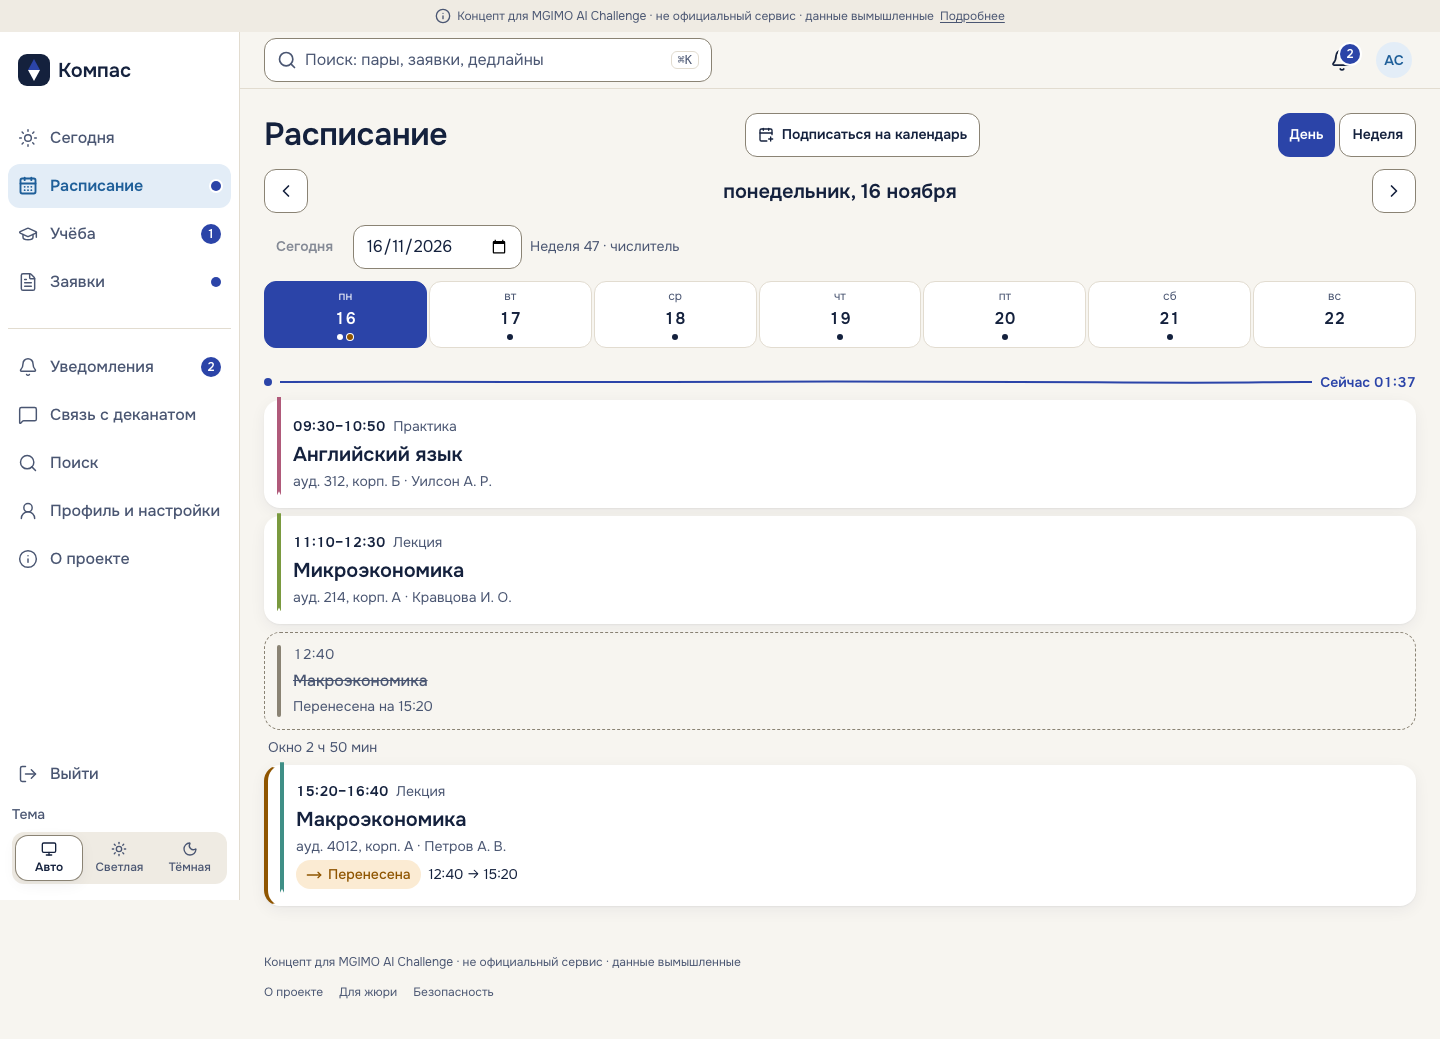 Концепт для MGIMO AI Challenge · не официальный сервис · данные вымышленные Подробнее
Компас
Поиск: пары, заявки, дедлайны
⌘K
2
АС
Сегодня
Расписание
Учёба
1
Заявки
Уведомления
2
Связь с деканатом
Поиск
Профиль и настройки
О проекте
Выйти
Тема
Авто
Светлая
Тёмная
Расписание
Подписаться на календарь
День
Неделя
понедельник, 16 ноября
Сегодня
16/11/2026
Неделя 47 · числитель
пн
16
вт
17
ср
18
чт
19
пт
20
сб
21
вс
22
Сейчас 01:37
09:30–10:50 Практика
Английский язык
ауд. 312, корп. Б · Уилсон А. Р.
11:10–12:30 Лекция
Микроэкономика
ауд. 214, корп. А · Кравцова И. О.
12:40
Макроэкономика
Перенесена на 15:20
Окно 2 ч 50 мин
15:20–16:40 Лекция
Макроэкономика
ауд. 4012, корп. А · Петров А. В.
→ Перенесена 12:40 → 15:20
Концепт для MGIMO AI Challenge · не официальный сервис · данные вымышленные
О проекте Для жюри Безопасность